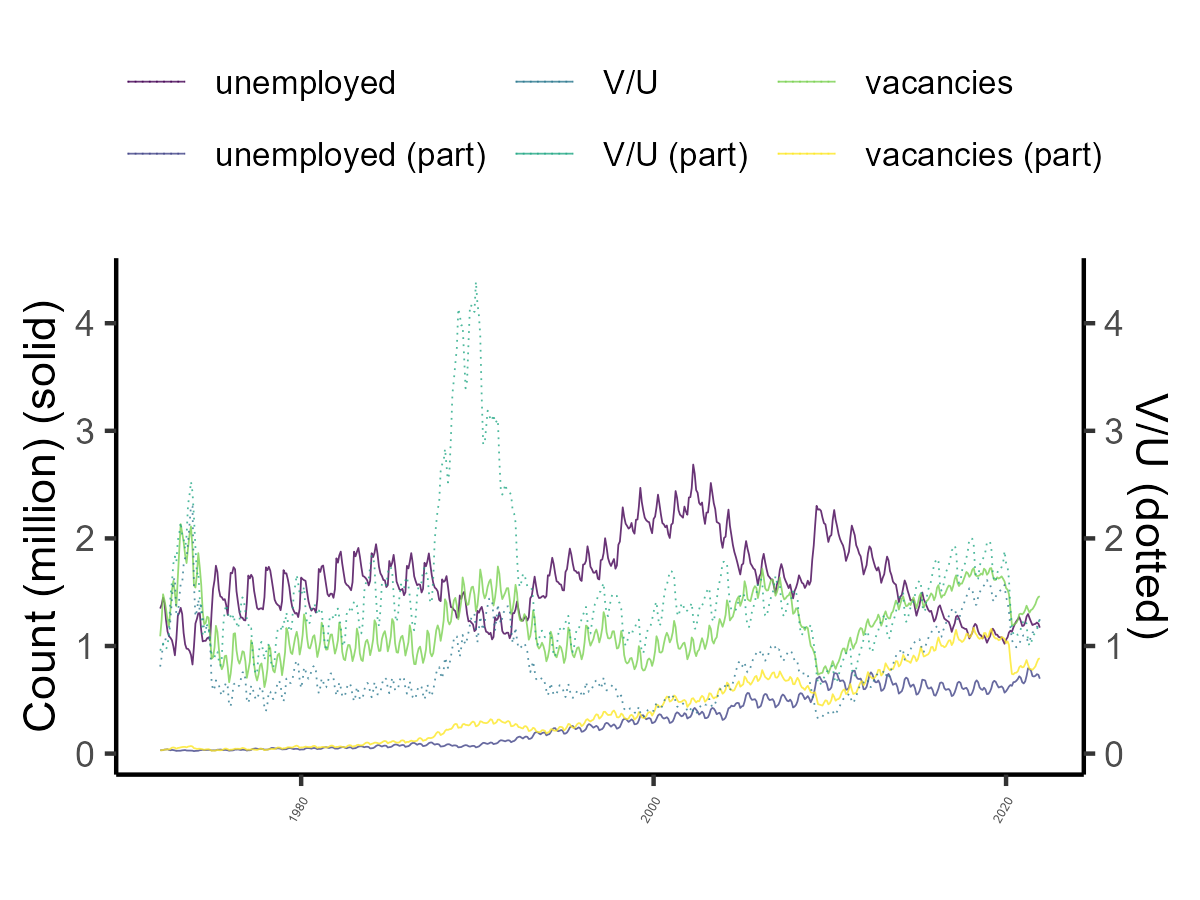 unemployed V/U vacancies
unemployed (part) V/U (part) vacancies (part)
Count (million) (solid)
4
3
2
1
0
4
3
2
1
0
V/U (dotted)
1980 2000 2020